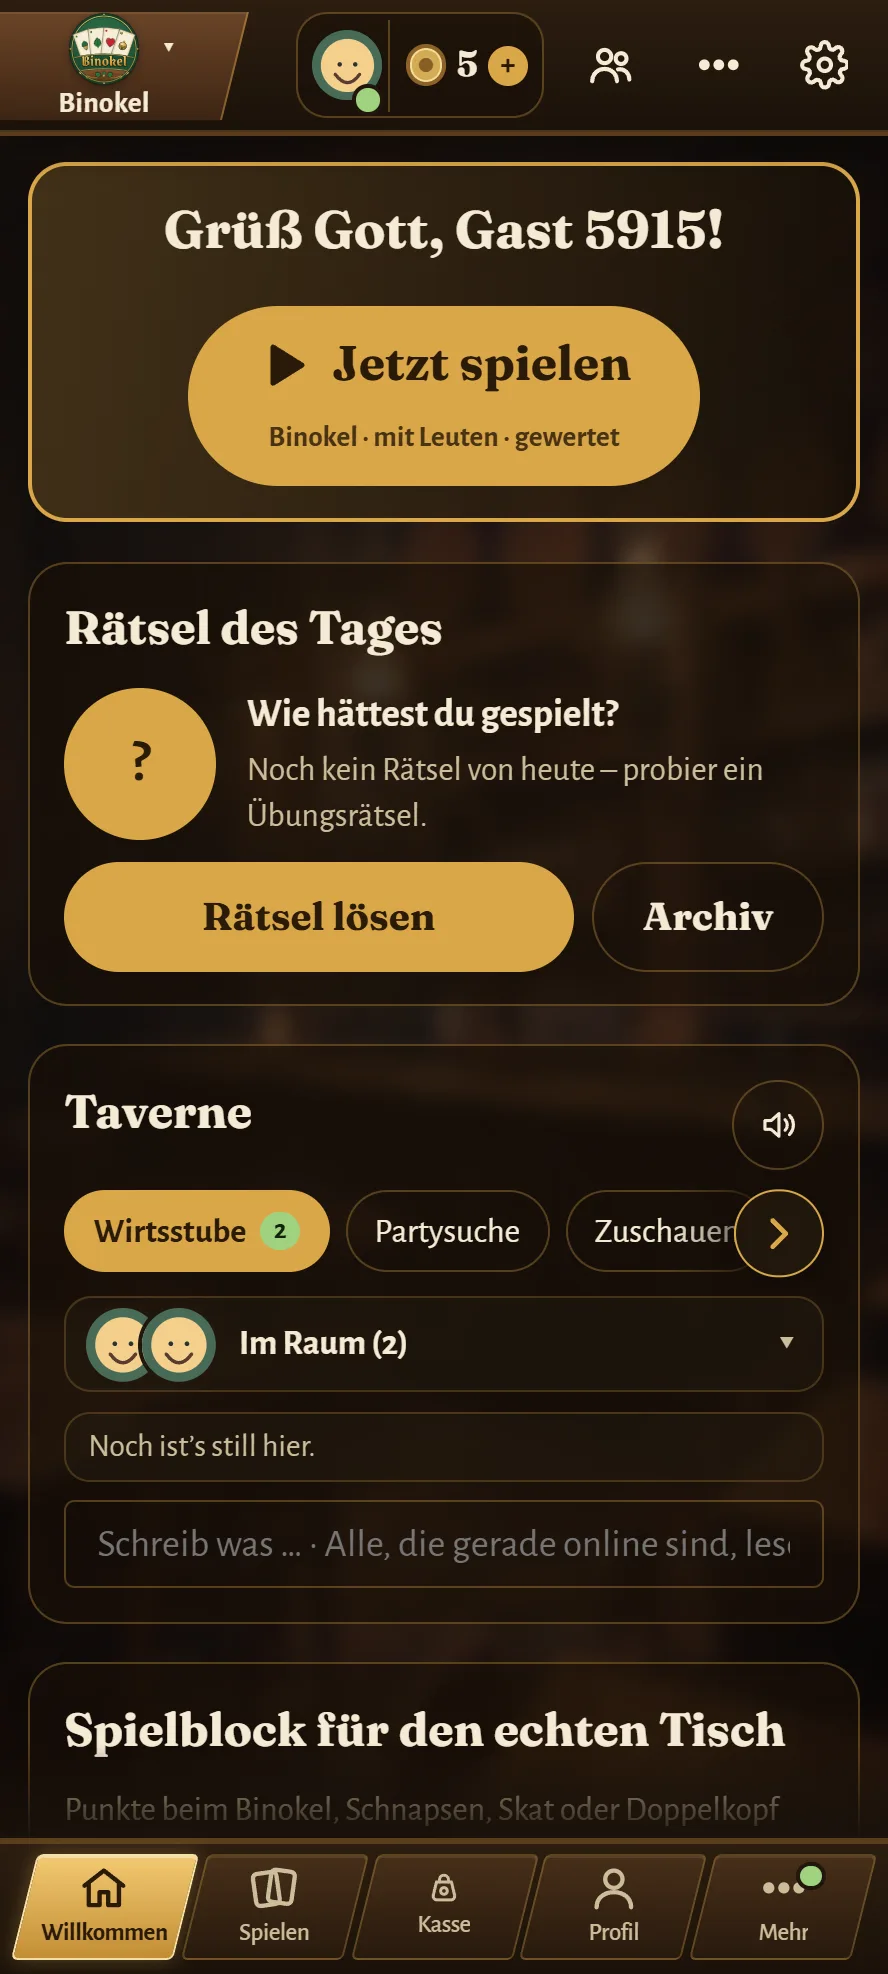 Binokel
Binokel
5
+
Grüß Gott, Gast 5915!
Jetzt spielen
Binokel · mit Leuten · gewertet
Rätsel des Tages
?
Wie hättest du gespielt?
Noch kein Rätsel von heute – probier ein
Übungsrätsel.
Rätsel lösen
Archiv
Taverne
Wirtsstube 2
Partysuche
Zuschauer
Im Raum (2)
Noch ist’s still hier.
Schreib was … · Alle, die gerade online sind, les
Spielblock für den echten Tisch
Punkte beim Binokel, Schnapsen, Skat oder Doppelkopf
Willkommen
Spielen
Kasse
Profil
Mehr